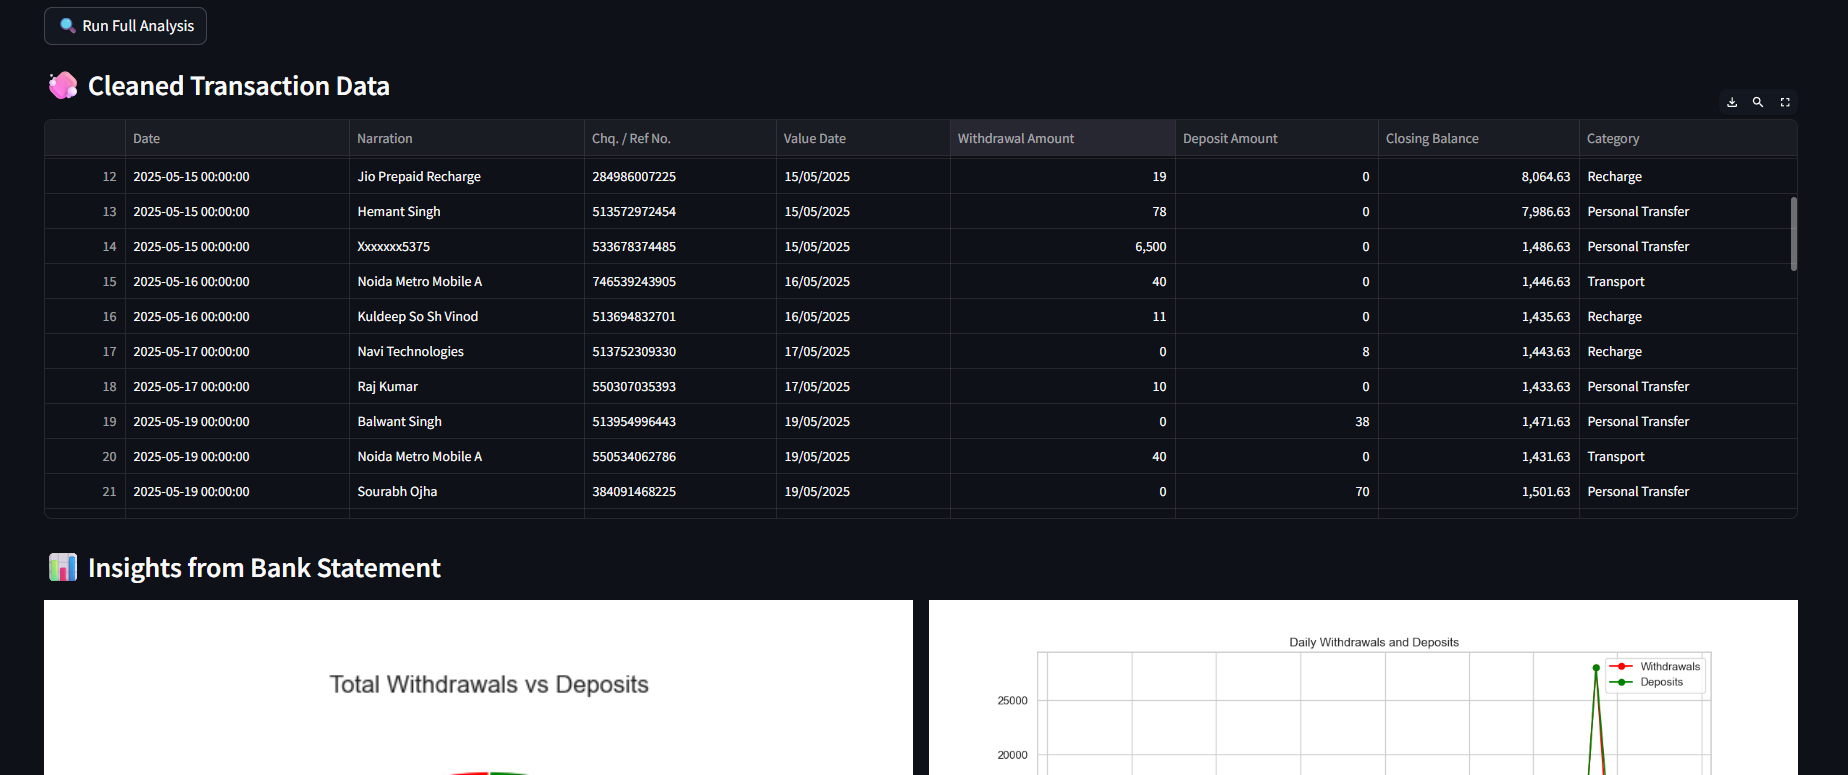 Run Full Analysis
Cleaned Transaction Data
Date Narration Chq. / Ref No. Value Date Withdrawal Amount Deposit Amount Closing Balance Category
12 2025-05-15 00:00:00 Jio Prepaid Recharge 284986007225 15/05/2025 19 0 8,064.63 Recharge
13 2025-05-15 00:00:00 Hemant Singh 513572972454 15/05/2025 78 0 7,986.63 Personal Transfer
14 2025-05-15 00:00:00 Xxxxxxx5375 533678374485 15/05/2025 6,500 0 1,486.63 Personal Transfer
15 2025-05-16 00:00:00 Noida Metro Mobile A 746539243905 16/05/2025 40 0 1,446.63 Transport
16 2025-05-16 00:00:00 Kuldeep So Sh Vinod 513694832701 16/05/2025 11 0 1,435.63 Recharge
17 2025-05-17 00:00:00 Navi Technologies 513752309330 17/05/2025 0 8 1,443.63 Recharge
18 2025-05-17 00:00:00 Raj Kumar 550307035393 17/05/2025 10 0 1,433.63 Personal Transfer
19 2025-05-19 00:00:00 Balwant Singh 513954996443 19/05/2025 0 38 1,471.63 Personal Transfer
20 2025-05-19 00:00:00 Noida Metro Mobile A 550534062786 19/05/2025 40 0 1,431.63 Transport
21 2025-05-19 00:00:00 Sourabh Ojha 384091468225 19/05/2025 0 70 1,501.63 Personal Transfer
Insights from Bank Statement
Total Withdrawals vs Deposits
Daily Withdrawals and Deposits
Withdrawals
Deposits
25000
20000